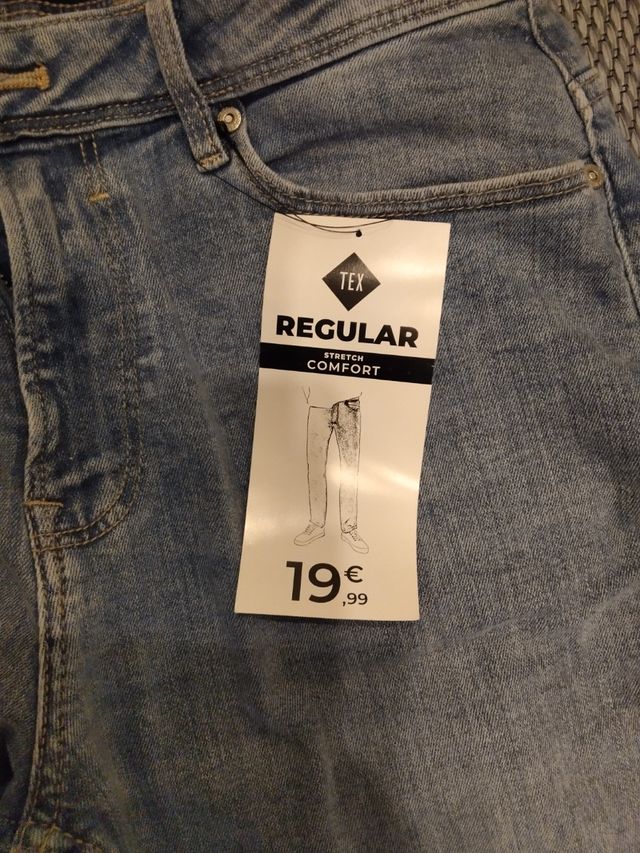 TEX
REGULAR
STRETCH
COMFORT
19€,99